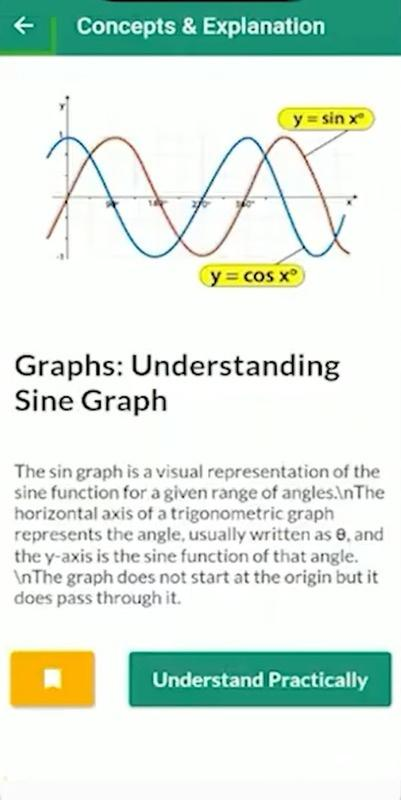 Concepts & Explanation
y
1
y = sin xº
90°
180°
270°
360°
x
-1
y = cos xº
Graphs: Understanding
Sine Graph
The sin graph is a visual representation of the
sine function for a given range of angles.\nThe
horizontal axis of a trigonometric graph
represents the angle, usually written as θ, and
the y-axis is the sine function of that angle.
\nThe graph does not start at the origin but it
does pass through it.
Understand Practically